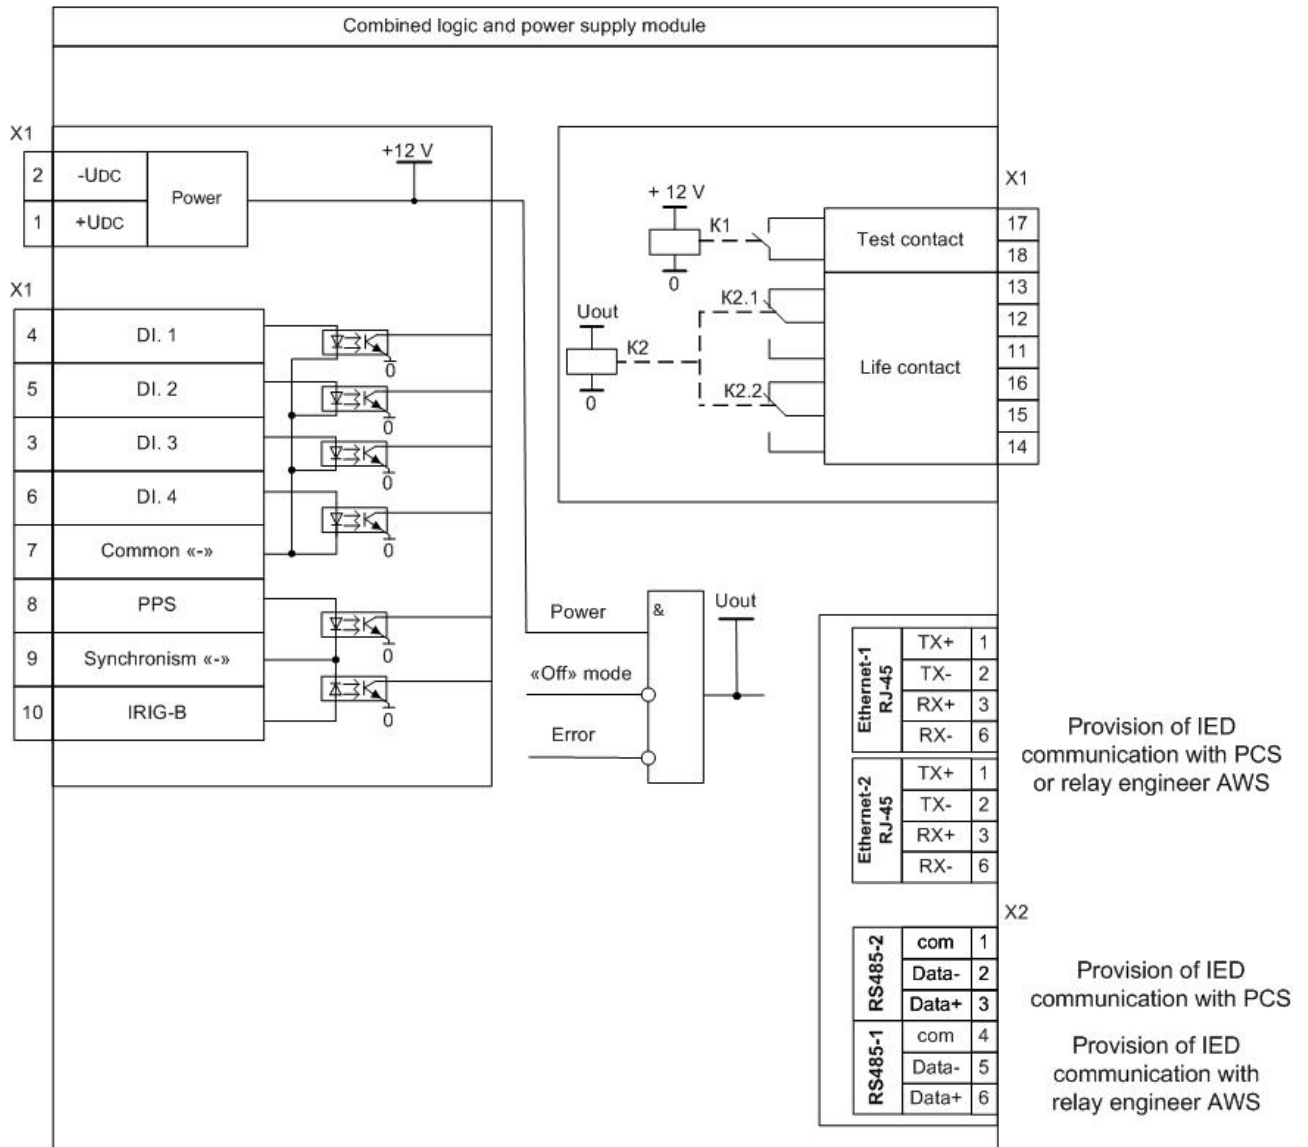 Combined logic and power supply module
X1
2 -UDC
Power
1 +UDC
+12 V
X1
4 DI. 1
0
5 DI. 2
0
3 DI. 3
0
6 DI. 4
0
7 Common «-»
8 PPS
0
9 Synchronism «-»
10 IRIG-B
0
+ 12 V
K1
0
Uout
K2
0
K2.1
K2.2
X1
Test contact
17
18
Life contact
13
12
11
16
15
14
Power
«Off» mode
Error
&
Uout
Ethernet-1
RJ-45
TX+ 1
TX- 2
RX+ 3
RX- 6
Ethernet-2
RJ-45
TX+ 1
TX- 2
RX+ 3
RX- 6
Provision of IED
communication with PCS
or relay engineer AWS
X2
RS485-2
com 1
Data- 2
Data+ 3
Provision of IED
communication with PCS
RS485-1
com 4
Data- 5
Data+ 6
Provision of IED
communication with
relay engineer AWS